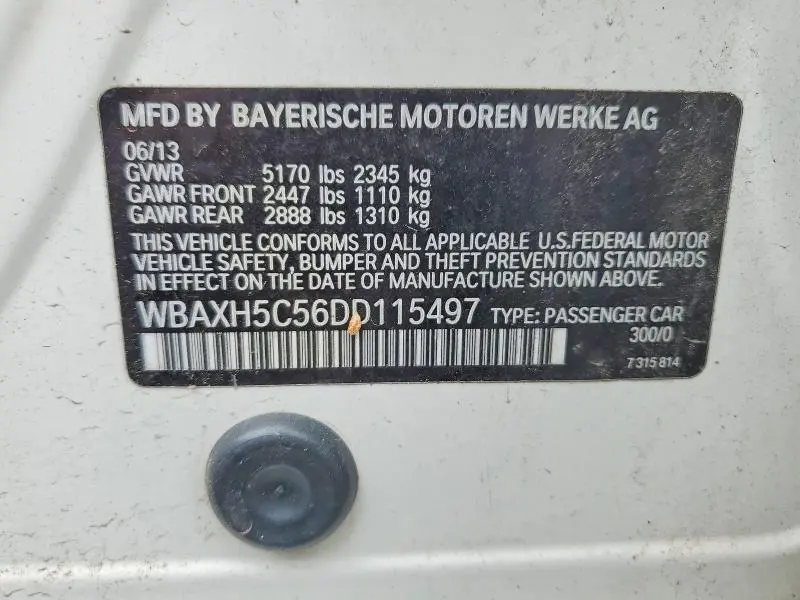 MFD BY BAYERISCHE MOTOREN WERKE AG
06/13
GVWR 5170 lbs 2345 kg
GAWR FRONT 2447 lbs 1110 kg
GAWR REAR 2888 lbs 1310 kg
THIS VEHICLE CONFORMS TO ALL APPLICABLE U.S.FEDERAL MOTOR
VEHICLE SAFETY, BUMPER AND THEFT PREVENTION STANDARDS
IN EFFECT ON THE DATE OF MANUFACTURE SHOWN ABOVE.
WBAXH5C56DD115497 TYPE: PASSENGER CAR
300/0
7 315 814